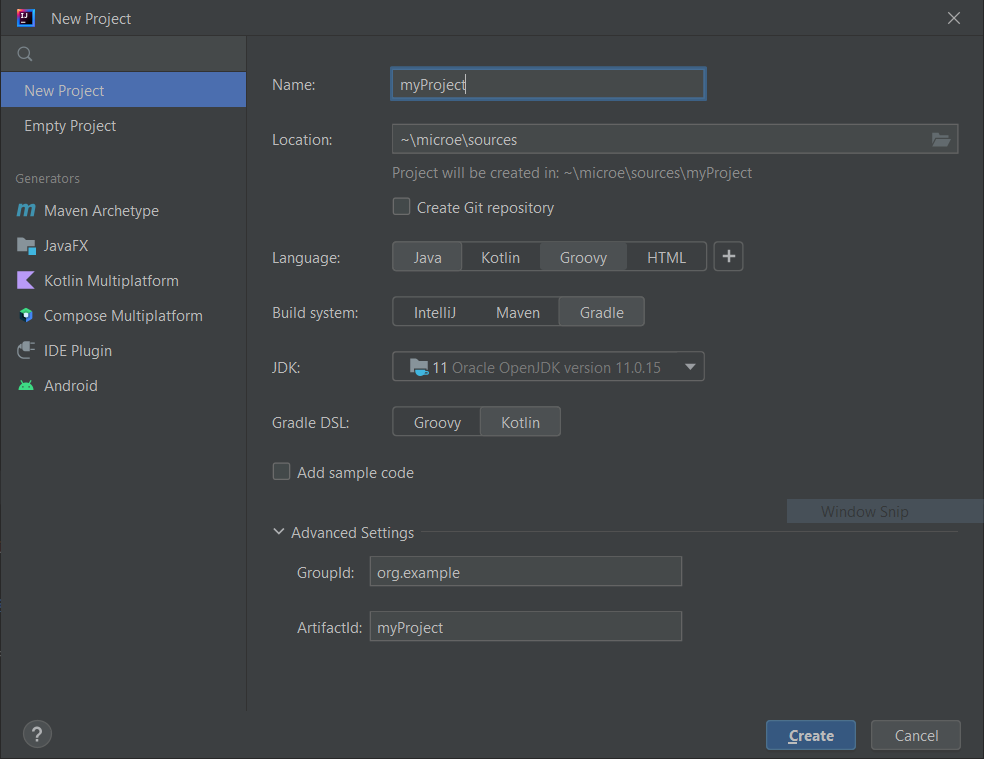 New Project
New Project
Empty Project
Generators
Maven Archetype
JavaFX
Kotlin Multiplatform
Compose Multiplatform
IDE Plugin
Android
Name: myProject
Location: ~\microe\sources
Project will be created in: ~\microe\sources\myProject
Create Git repository
Language: Java Kotlin Groovy HTML +
Build system: IntelliJ Maven Gradle
JDK: 11 Oracle OpenJDK version 11.0.15
Gradle DSL: Groovy Kotlin
Add sample code
Window Snip
Advanced Settings
GroupId: org.example
ArtifactId: myProject
? Create Cancel